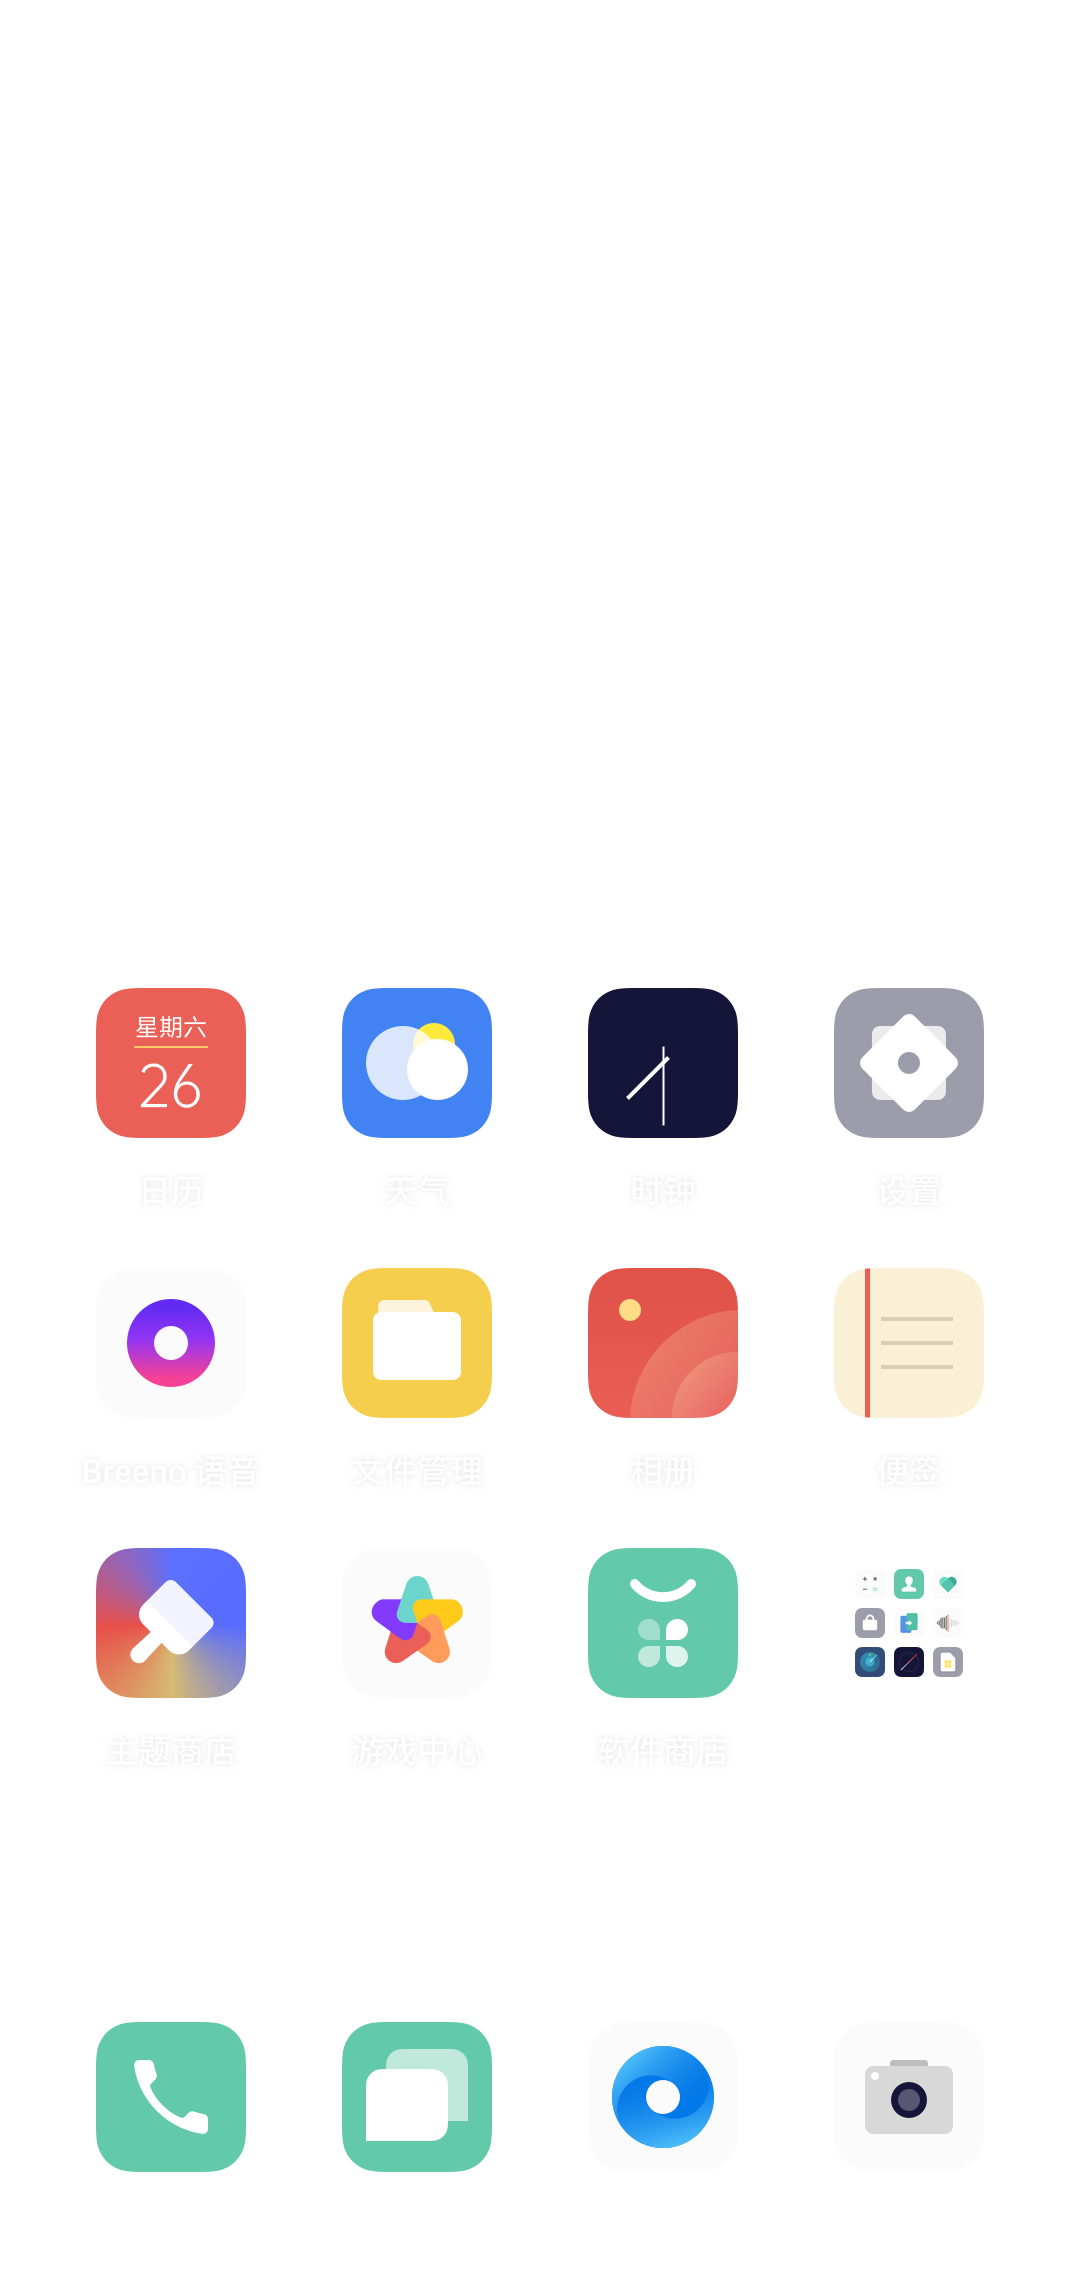 星期六
26
日历
天气
时钟
设置
Breeno 语音
文件管理
相册
便签
主题商店
游戏中心
软件商店